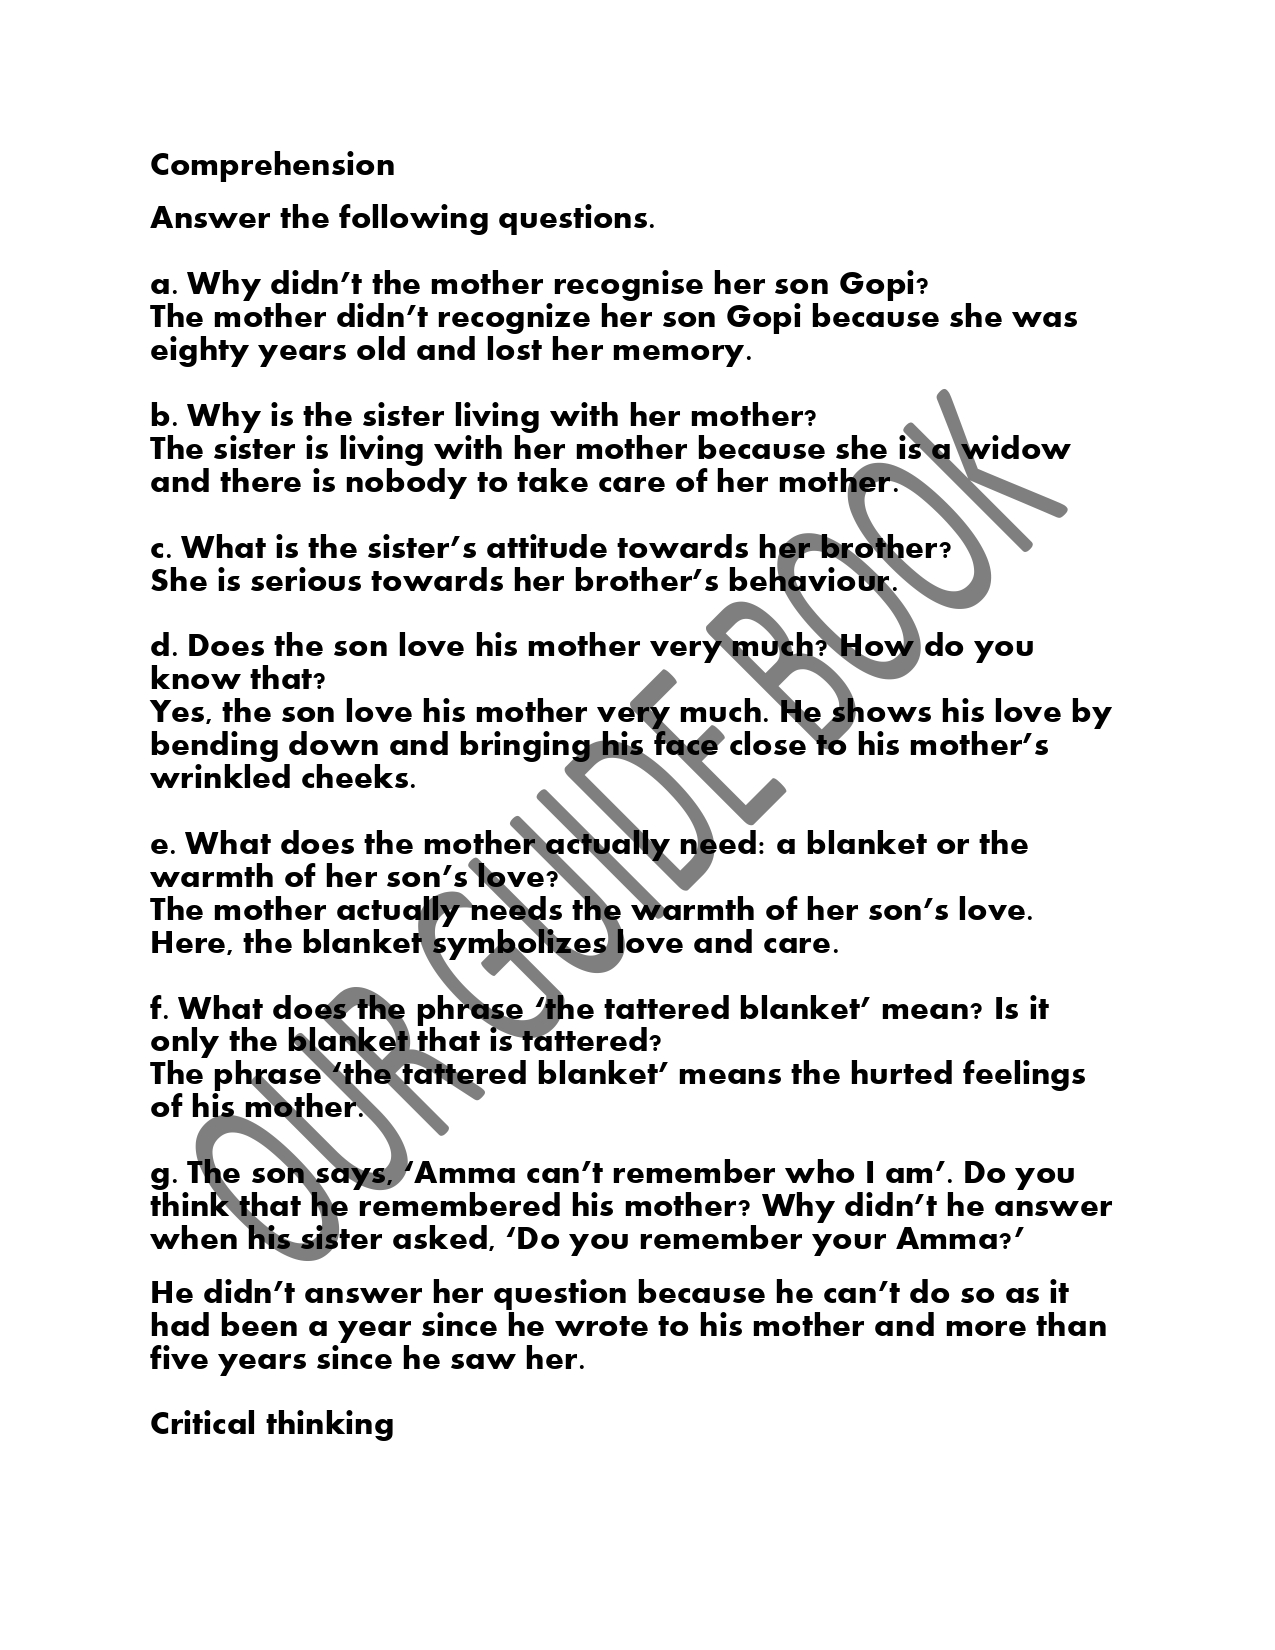 Comprehension
Answer the following questions.
a. Why didn’t the mother recognise her son Gopi?
The mother didn’t recognize her son Gopi because she was
eighty years old and lost her memory.
b. Why is the sister living with her mother?
The sister is living with her mother because she is a widow
and there is nobody to take care of her mother.
c. What is the sister’s attitude towards her brother?
She is serious towards her brother’s behaviour.
d. Does the son love his mother very much? How do you
know that?
Yes, the son love his mother very much. He shows his love by
bending down and bringing his face close to his mother’s
wrinkled cheeks.
e. What does the mother actually need: a blanket or the
warmth of her son’s love?
The mother actually needs the warmth of her son’s love.
Here, the blanket symbolizes love and care.
f. What does the phrase ‘the tattered blanket’ mean? Is it
only the blanket that is tattered?
The phrase ‘the tattered blanket’ means the hurted feelings
of his mother.
g. The son says, ‘Amma can’t remember who I am’. Do you
think that he remembered his mother? Why didn’t he answer
when his sister asked, ‘Do you remember your Amma?’
He didn’t answer her question because he can’t do so as it
had been a year since he wrote to his mother and more than
five years since he saw her.
Critical thinking
OUR GUIDE BOOK